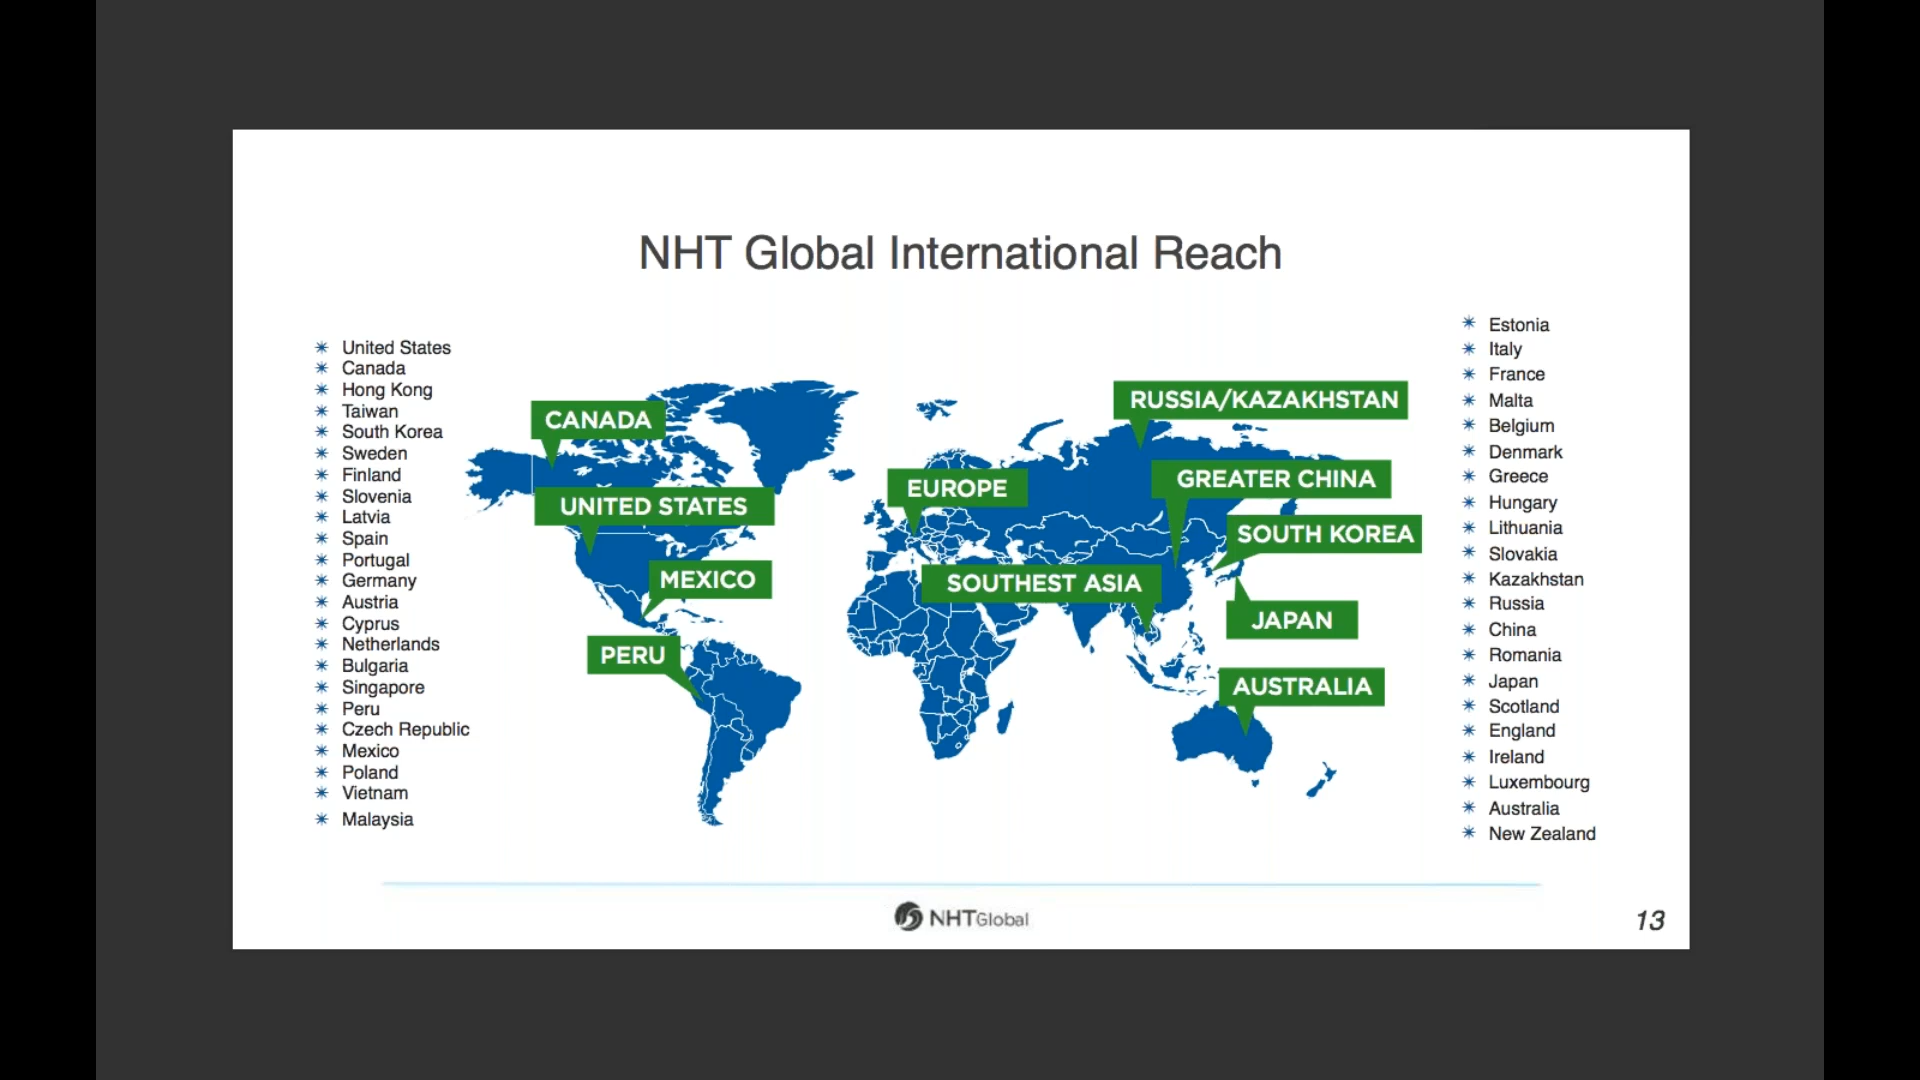 NHT Global International Reach
United States
Canada
Hong Kong
Taiwan
South Korea
Sweden
Finland
Slovenia
Latvia
Spain
Portugal
Germany
Austria
Cyprus
Netherlands
Bulgaria
Singapore
Peru
Czech Republic
Mexico
Poland
Vietnam
Malaysia
CANADA
UNITED STATES
MEXICO
PERU
EUROPE
SOUTHEST ASIA
RUSSIA/KAZAKHSTAN
GREATER CHINA
SOUTH KOREA
JAPAN
AUSTRALIA
Estonia
Italy
France
Malta
Belgium
Denmark
Greece
Hungary
Lithuania
Slovakia
Kazakhstan
Russia
China
Romania
Japan
Scotland
England
Ireland
Luxembourg
Australia
New Zealand
NHTGlobal
13